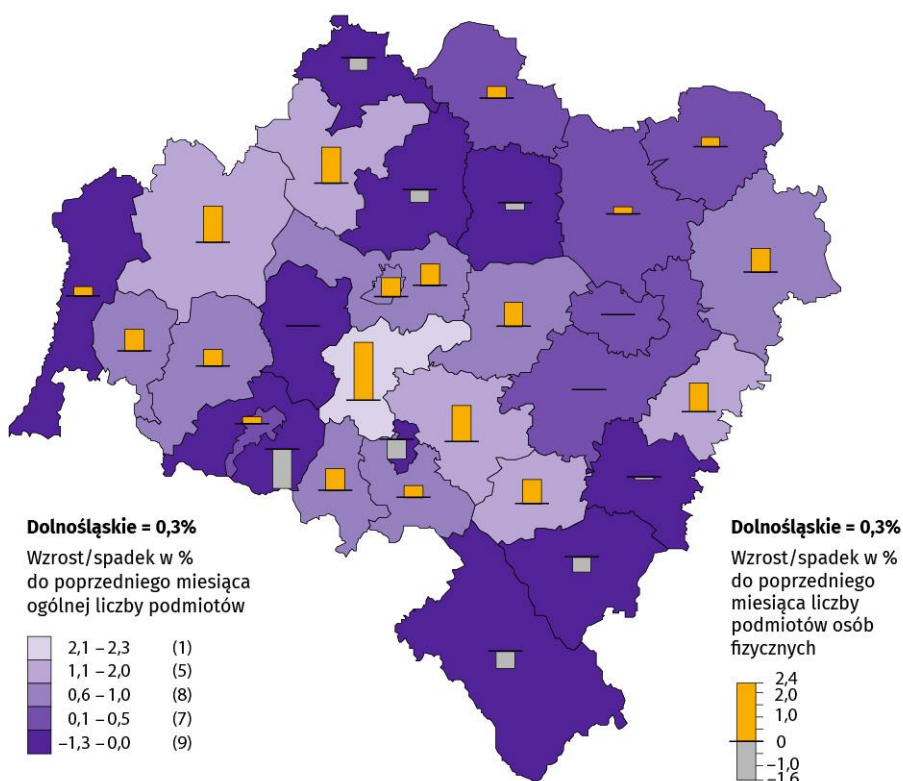 Dolnośląskie = 0,3%
Wzrost/spadek w %
do poprzedniego miesiąca
ogólnej liczby podmiotów
2,1 – 2,3 (1)
1,1 – 2,0 (5)
0,6 – 1,0 (8)
0,1 – 0,5 (7)
–1,3 – 0,0 (9)
Dolnośląskie = 0,3%
Wzrost/spadek w %
do poprzedniego
miesiąca liczby
podmiotów osób
fizycznych
2,4
2,0
1,0
0
–1,0
–1,6